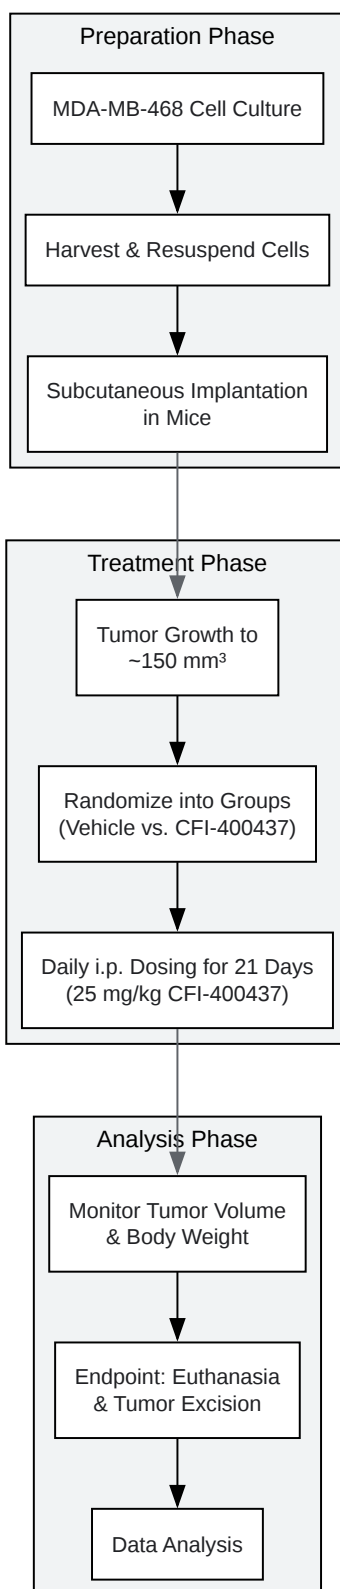 Preparation Phase
MDA-MB-468 Cell Culture
Harvest & Resuspend Cells
Subcutaneous Implantation
in Mice
Treatment Phase
Tumor Growth to
~150 mm³
Randomize into Groups
(Vehicle vs. CFI-400437)
Daily i.p. Dosing for 21 Days
(25 mg/kg CFI-400437)
Analysis Phase
Monitor Tumor Volume
& Body Weight
Endpoint: Euthanasia
& Tumor Excision
Data Analysis